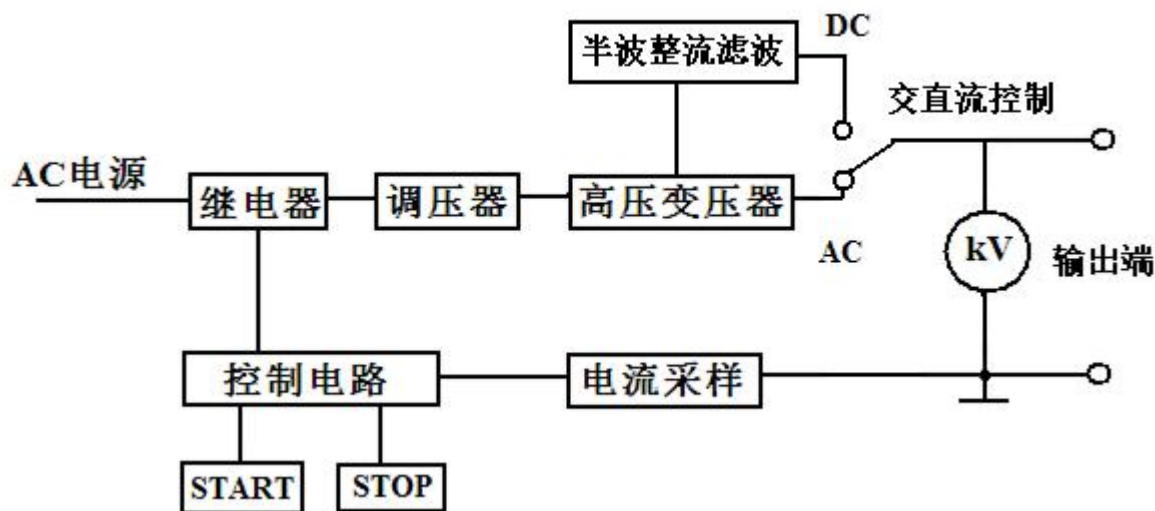 DC
半波整流滤波
交直流控制
AC电源
继电器
调压器
高压变压器
AC
kV
输出端
控制电路
电流采样
START
STOP